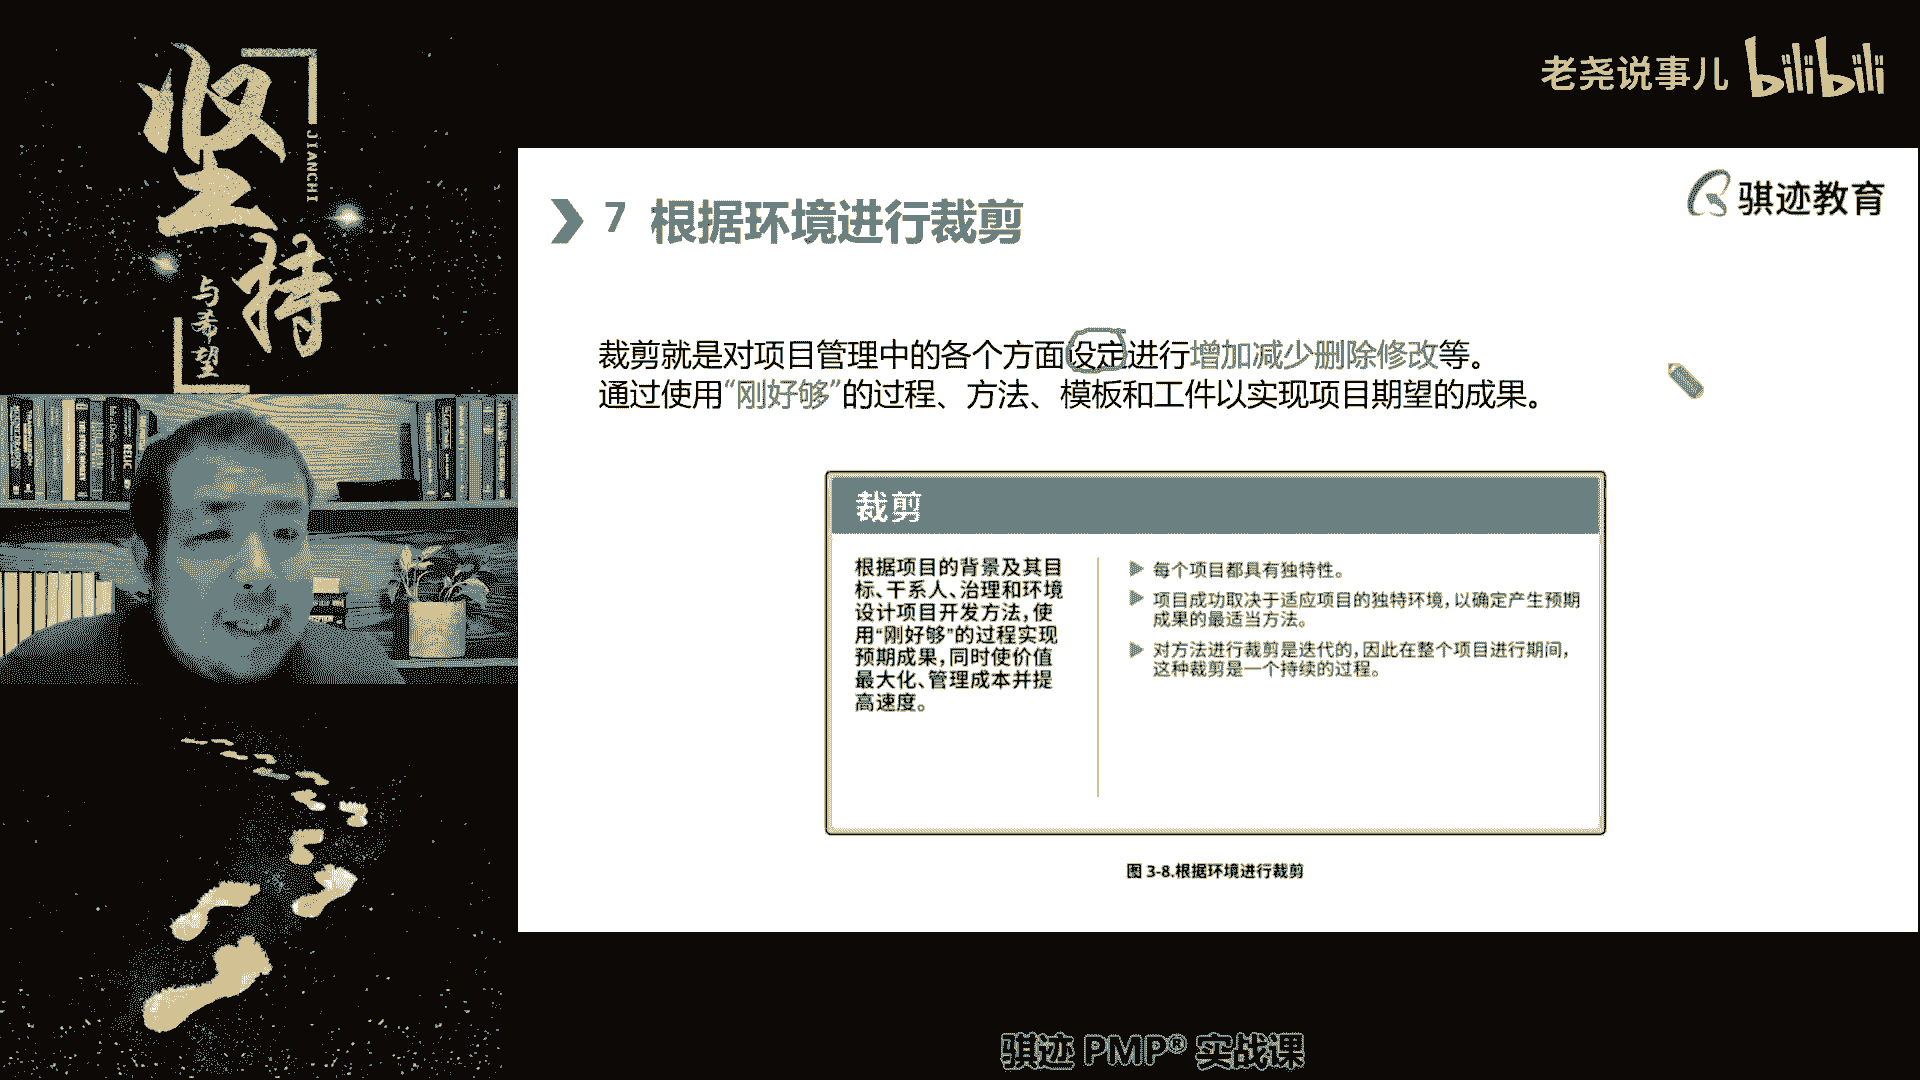 坚持
JIANCHI
与希望
老尧说事儿 bilibili
骐迹教育
7 根据环境进行裁剪
裁剪就是对项目管理中的各个方面设定进行增加减少删除修改等。
通过使用“刚好够”的过程、方法、模板和工件以实现项目期望的成果。
裁剪
根据项目的背景及其目
标、干系人、治理和环境
设计项目开发方法，使
用“刚好够”的过程实现
预期成果，同时使价值
最大化、管理成本并提
高速度。
每个项目都具有独特性。
项目成功取决于适应项目的独特环境，以确定产生预期
成果的最适当方法。
对方法进行裁剪是迭代的，因此在整个项目进行期间，
这种裁剪是一个持续的过程。
图 3-8.根据环境进行裁剪
骐迹 PMP® 实战课